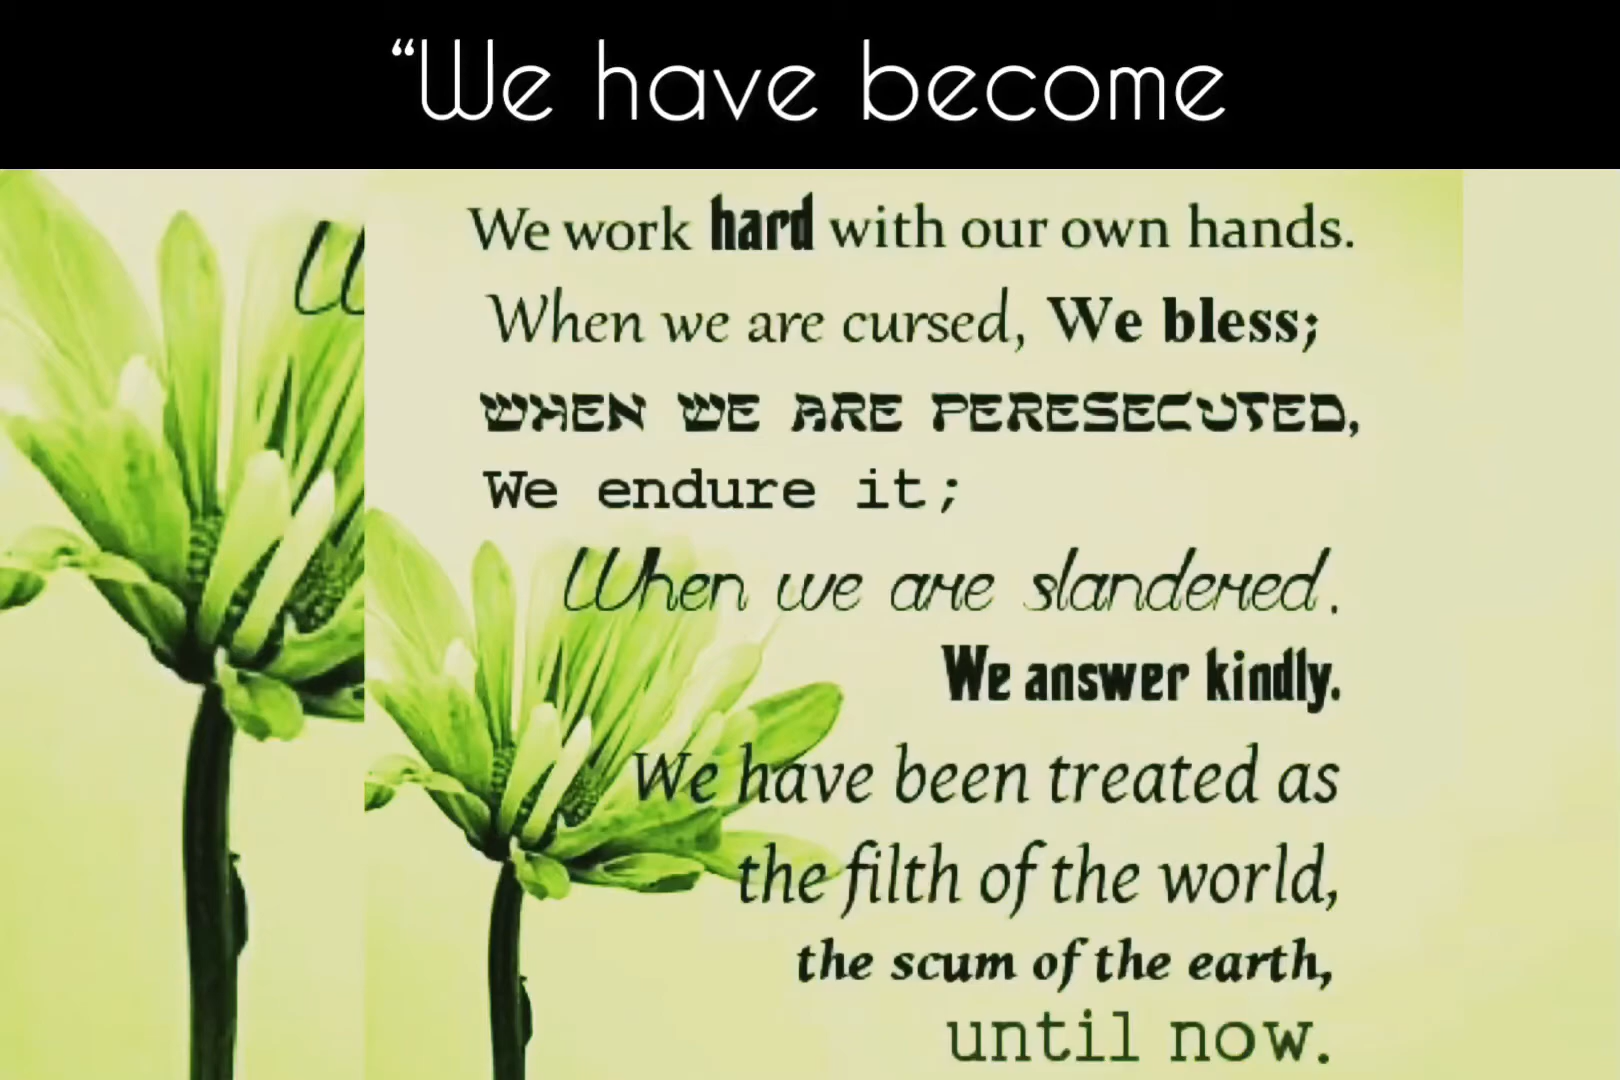 “We have become
We work hard with our own hands.
When we are cursed, We bless;
WHEN WE ARE PERESECUTED,
We endure it;
When we are slandered.
We answer kindly.
We have been treated as
the filth of the world,
the scum of the earth,
until now.